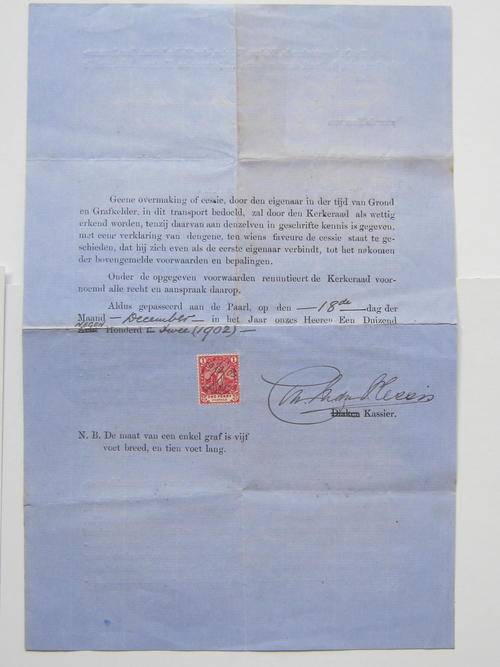 Geene overmaking of cessie, door den eigenaar in der tijd van Grond
en Grafkelder, in dit transport bedoeld, zal door den Kerkeraad als wettig
erkend worden, tenzij daarvan aan denzelven in geschrifte kennis is gegeven,
met eene verklaring van dengene, ten wiens faveure de cessie staat te ge-
schieden, dat hij zich even als de eerste eigenaar verbindt, tot het nakomen
der bovengemelde voorwaarden en bepalingen.
Onder de opgegeven voorwaarden renuntieert de Kerkeraad voor-
noemd alle recht en aanspraak daarop.
Aldus gepasseerd aan de Paarl, op den — 18de — dag der
Maand — December — in het Jaar onzes Heeren Een Duizend
NEGEN
Acht Honderd en Twee (1902) —
Plessis
Diaken Kassier.
N. B. De maat van een enkel graf is vijf
voet breed, en tien voet lang.